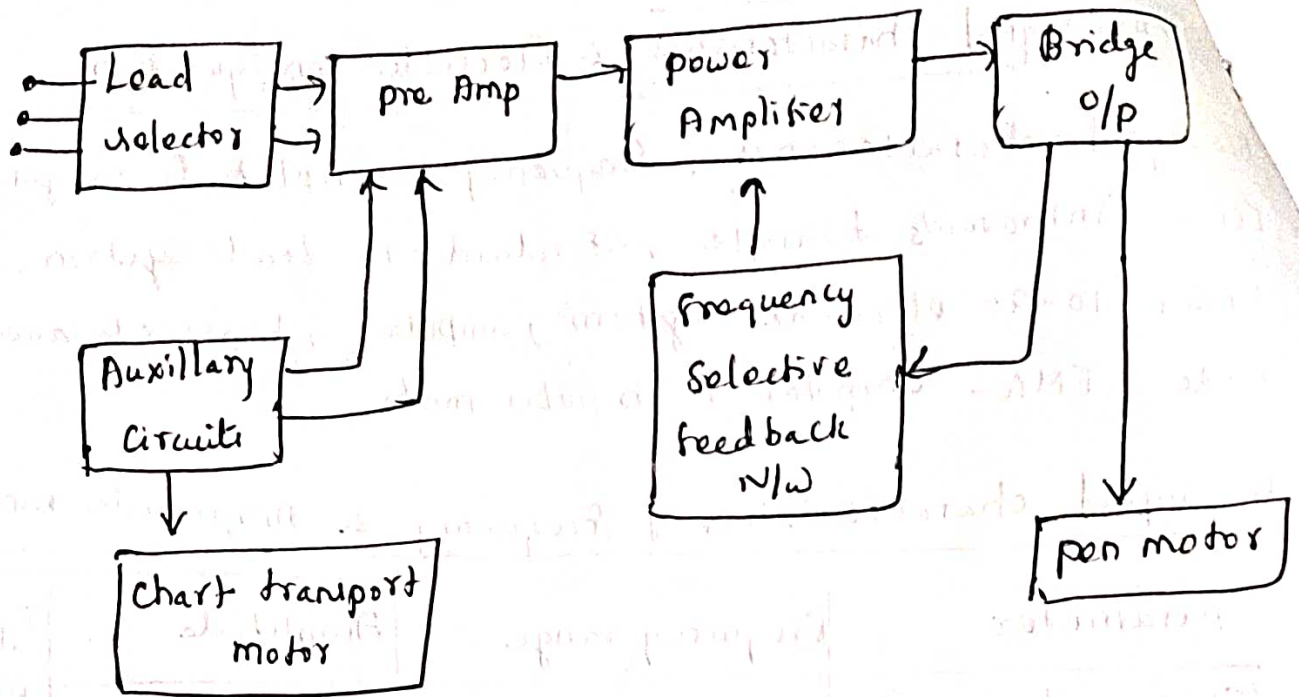 Lead
selector
pre Amp
power
Amplifier
Bridge
O/P
Auxillary
Circuits
Frequency
Selective
feedback
N/W
chart transport
motor
pen motor